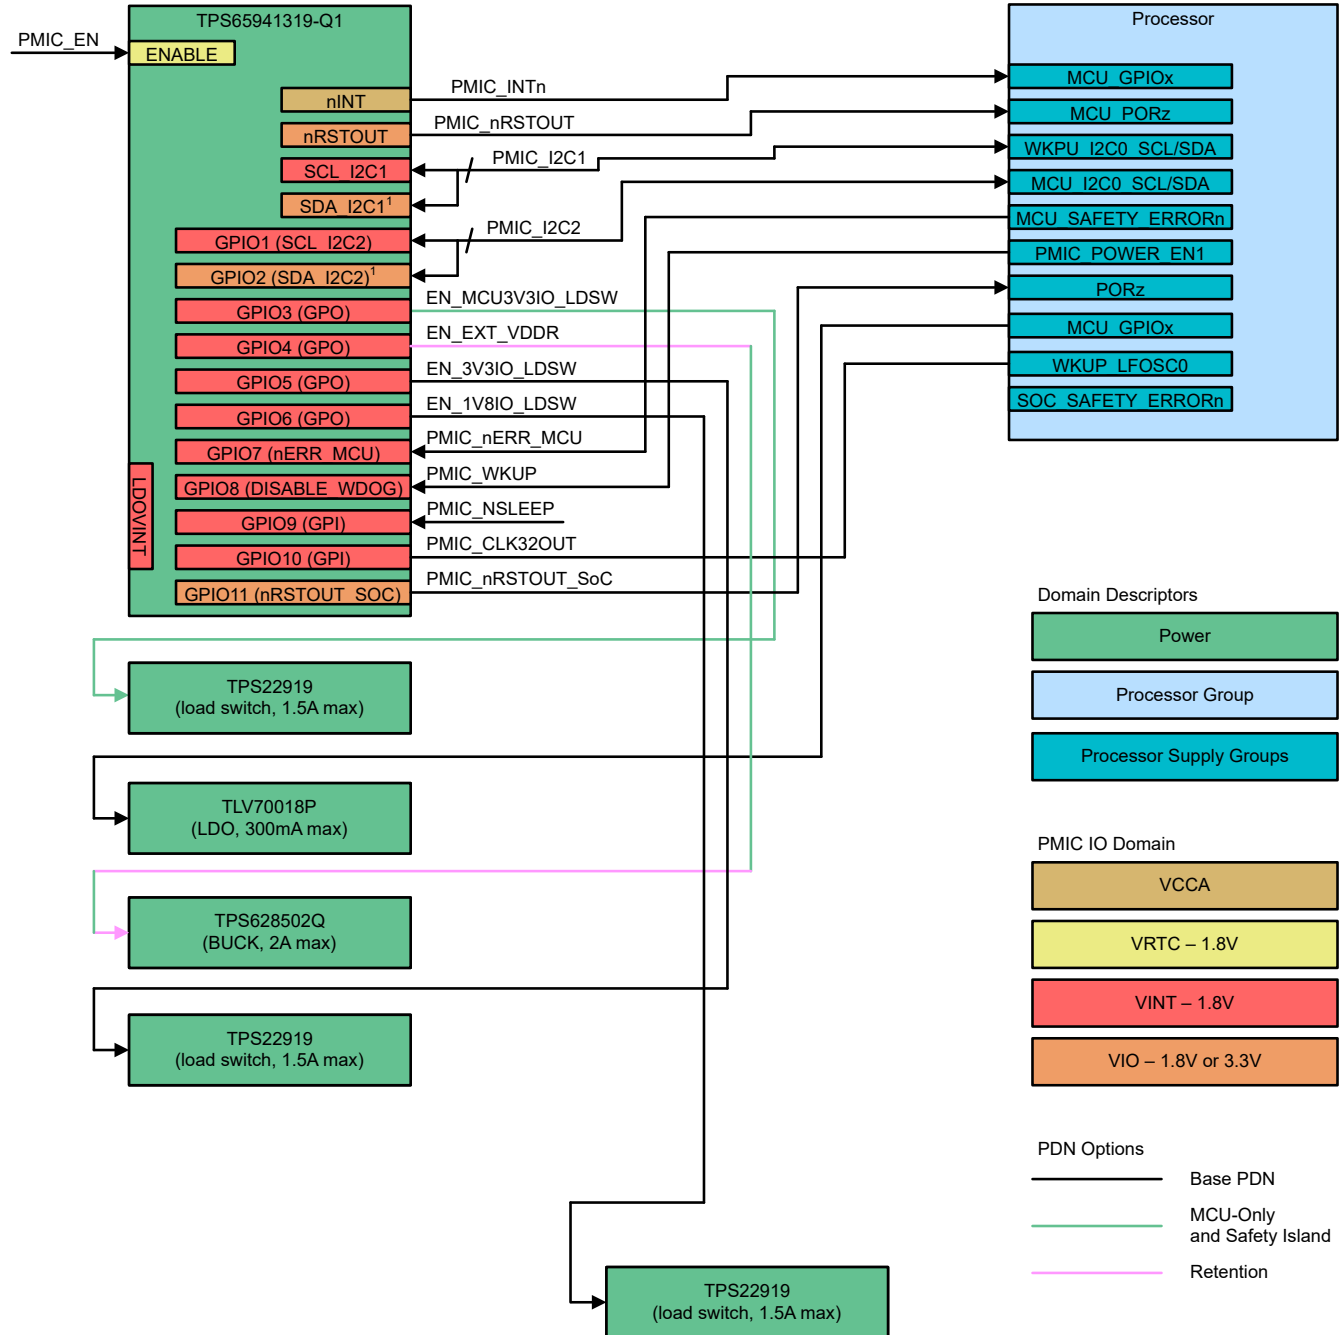 TPS65941319-Q1
PMIC_EN
ENABLE
nINT
nRSTOUT
SCL_I2C1
SDA_I2C1¹
GPIO1 (SCL_I2C2)
GPIO2 (SDA_I2C2)¹
GPIO3 (GPO)
GPIO4 (GPO)
GPIO5 (GPO)
GPIO6 (GPO)
GPIO7 (nERR_MCU)
GPIO8 (DISABLE_WDOG)
GPIO9 (GPI)
GPIO10 (GPI)
GPIO11 (nRSTOUT_SOC)
LDOVINT
PMIC_INTn
PMIC_nRSTOUT
PMIC_I2C1
PMIC_I2C2
EN_MCU3V3IO_LDSW
EN_EXT_VDDR
EN_3V3IO_LDSW
EN_1V8IO_LDSW
PMIC_nERR_MCU
PMIC_WKUP
PMIC_NSLEEP
PMIC_CLK32OUT
PMIC_nRSTOUT_SoC
Processor
MCU_GPIOx
MCU_PORz
WKPU_I2C0_SCL/SDA
MCU_I2C0_SCL/SDA
MCU_SAFETY_ERRORn
PMIC_POWER_EN1
PORz
MCU_GPIOx
WKUP_LFOSC0
SOC_SAFETY_ERRORn
TPS22919
(load switch, 1.5A max)
TLV70018P
(LDO, 300mA max)
TPS628502Q
(BUCK, 2A max)
TPS22919
(load switch, 1.5A max)
TPS22919
(load switch, 1.5A max)
Domain Descriptors
Power
Processor Group
Processor Supply Groups
PMIC IO Domain
VCCA
VRTC – 1.8V
VINT – 1.8V
VIO – 1.8V or 3.3V
PDN Options
Base PDN
MCU-Only
and Safety Island
Retention